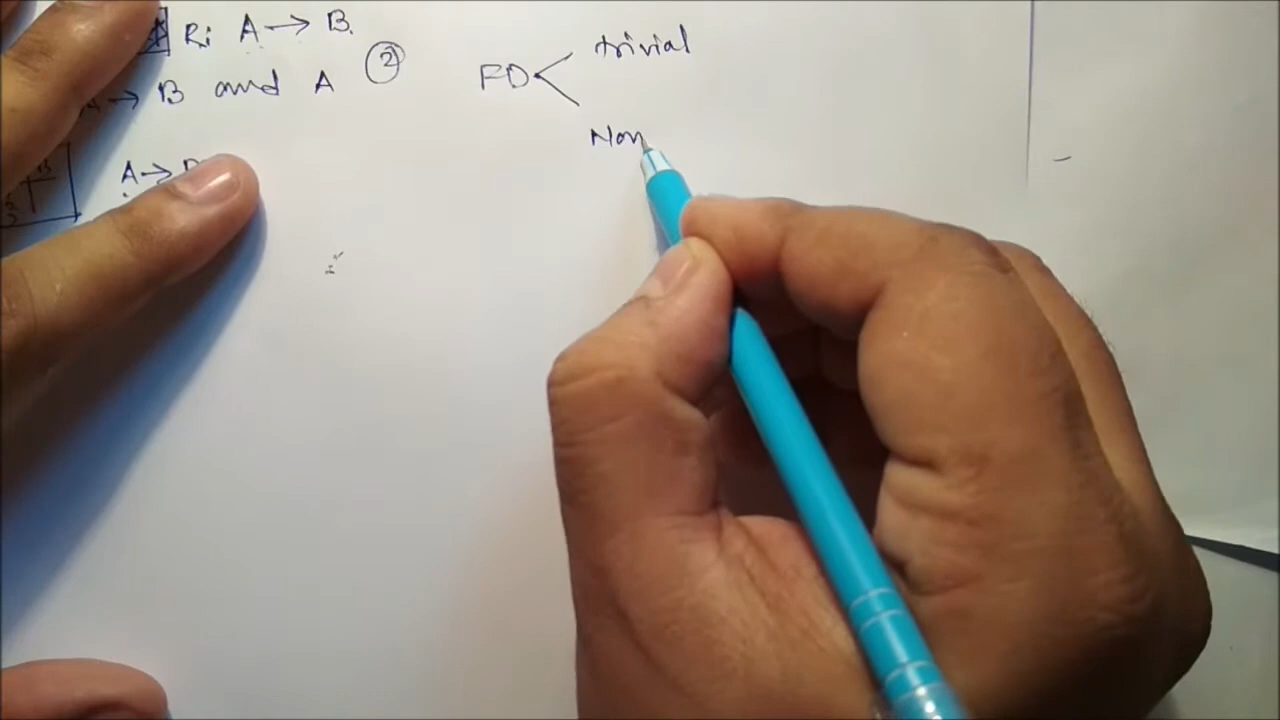 R: A → B.
A → B and A ②
A →
FD < trivial
Non